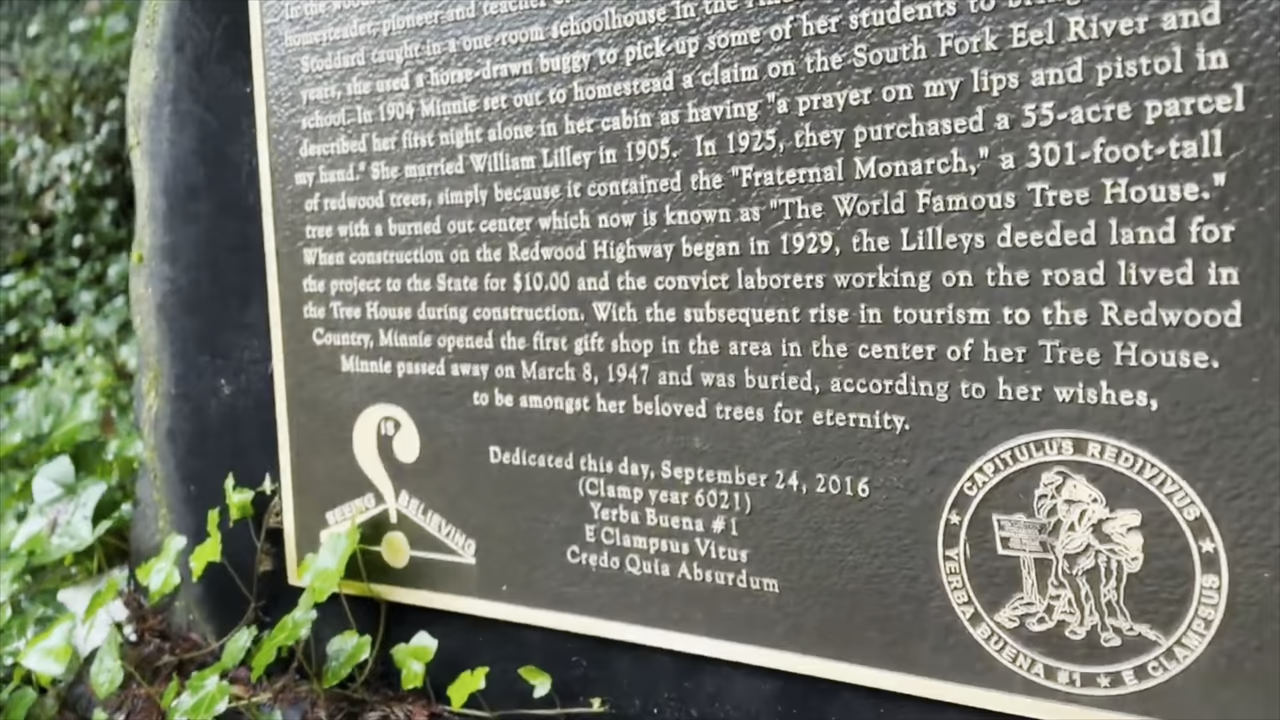 In the
homesteader, pioneer and teacher
Stoddard taught in a one-room schoolhouse in the
years, she used a horse-drawn buggy to pick-up some of her students to
school. In 1904 Minnie set out to homestead a claim on the South Fork Eel River and
described her first night alone in her cabin as having "a prayer on my lips and pistol in
my hand." She married William Lilley in 1905. In 1925, they purchased a 55-acre parcel
of redwood trees, simply because it contained the "Fraternal Monarch," a 301-foot-tall
tree with a burned out center which now is known as "The World Famous Tree House."
When construction on the Redwood Highway began in 1929, the Lilleys deeded land for
the project to the State for $10.00 and the convict laborers working on the road lived in
the Tree House during construction. With the subsequent rise in tourism to the Redwood
Country, Minnie opened the first gift shop in the area in the center of her Tree House.
Minnie passed away on March 8, 1947 and was buried, according to her wishes,
to be amongst her beloved trees for eternity.
Dedicated this day, September 24, 2016
(Clamp year 6021)
Yerba Buena #1
E Clampsus Vitus
Credo Quia Absurdum
SEEING IS BELIEVING
CAPITULU'S REDIVIVUS
YERBA BUENA #1 ★ E CLAMPSUS